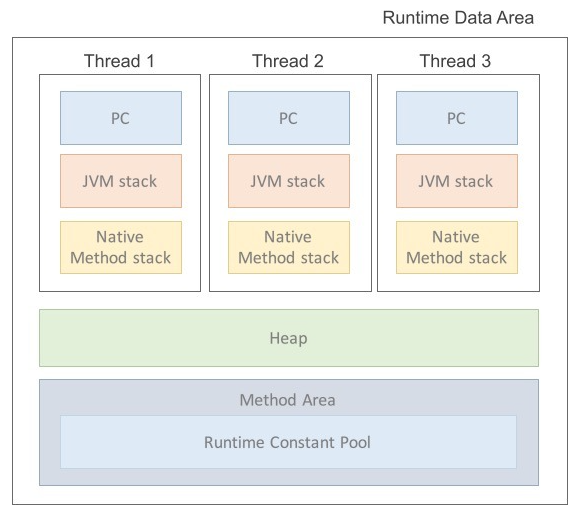 Runtime Data Area
Thread 1
Thread 2
Thread 3
PC
PC
PC
JVM stack
JVM stack
JVM stack
Native
Method stack
Native
Method stack
Native
Method stack
Heap
Method Area
Runtime Constant Pool